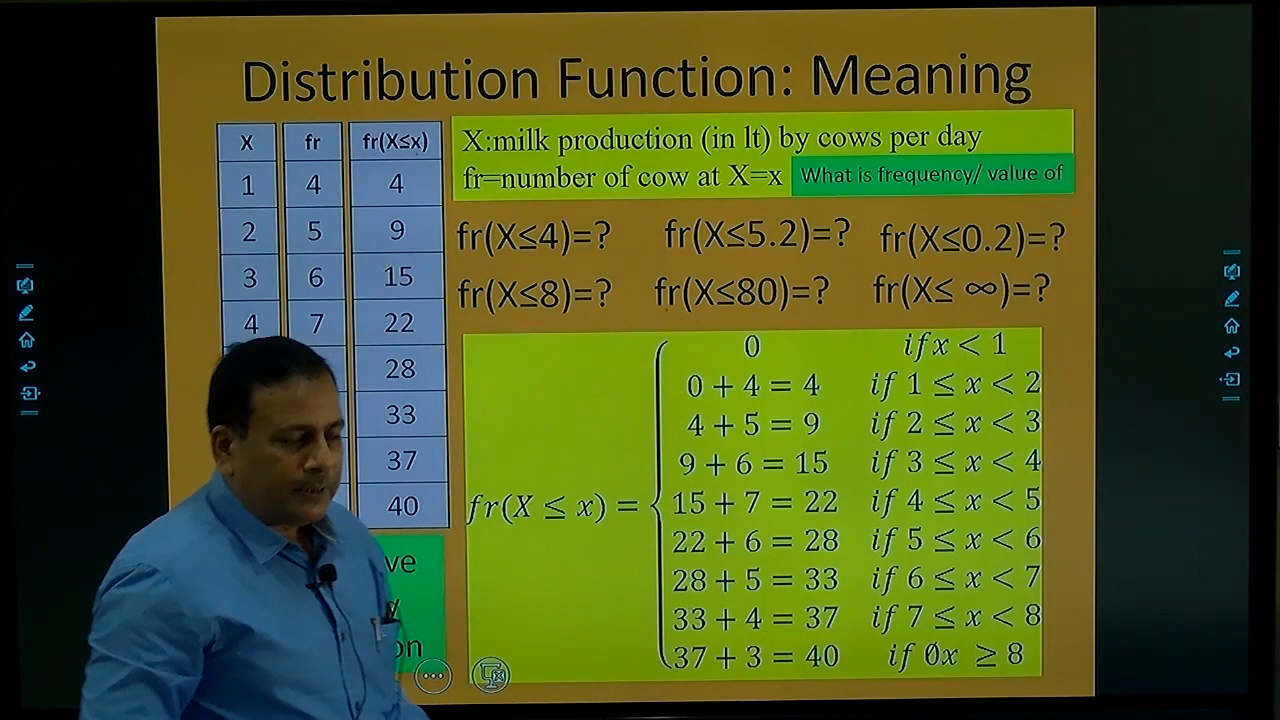 Distribution Function: Meaning
X fr fr(X≤x)
1 4 4
2 5 9
3 6 15
4 7 22
28
33
37
40
X:milk production (in lt) by cows per day
fr=number of cow at X=x
What is frequency/ value of
fr(X≤4)=? fr(X≤5.2)=? fr(X≤0.2)=?
fr(X≤8)=? fr(X≤80)=? fr(X≤ ∞)=?
fr(X ≤ x) =
0 if x < 1
0 + 4 = 4 if 1 ≤ x < 2
4 + 5 = 9 if 2 ≤ x < 3
9 + 6 = 15 if 3 ≤ x < 4
15 + 7 = 22 if 4 ≤ x < 5
22 + 6 = 28 if 5 ≤ x < 6
28 + 5 = 33 if 6 ≤ x < 7
33 + 4 = 37 if 7 ≤ x < 8
37 + 3 = 40 if 0̸x ≥ 8
ve
y
on